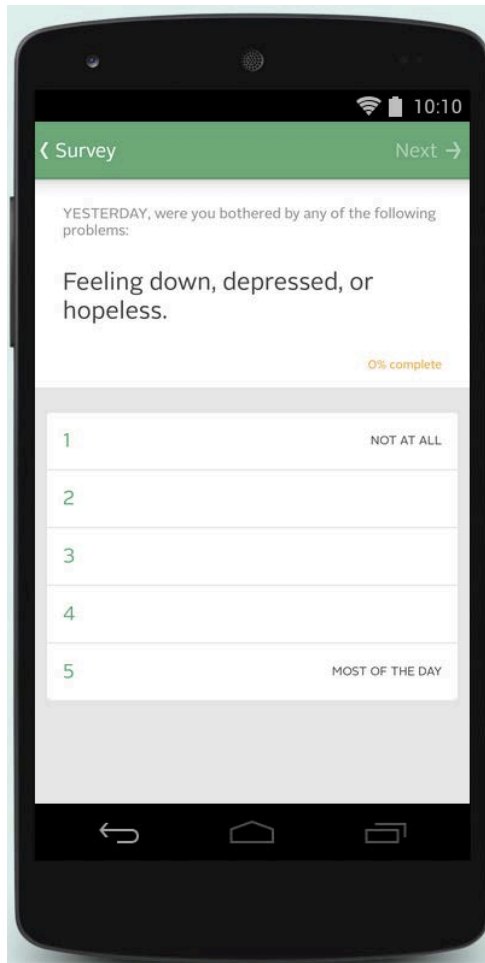 10:10
Survey
Next
YESTERDAY, were you bothered by any of the following
problems:
Feeling down, depressed, or
hopeless.
0% complete
1 NOT AT ALL
2
3
4
5 MOST OF THE DAY